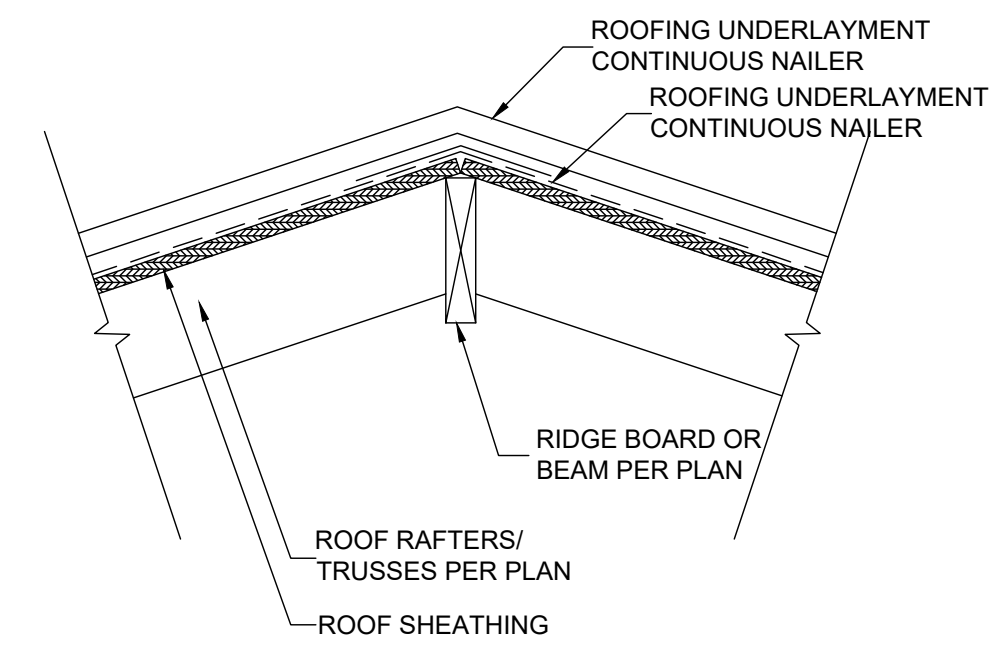 ROOFING UNDERLAYMENT
CONTINUOUS NAILER
ROOFING UNDERLAYMENT
CONTINUOUS NAILER
RIDGE BOARD OR
BEAM PER PLAN
ROOF RAFTERS/
TRUSSES PER PLAN
ROOF SHEATHING